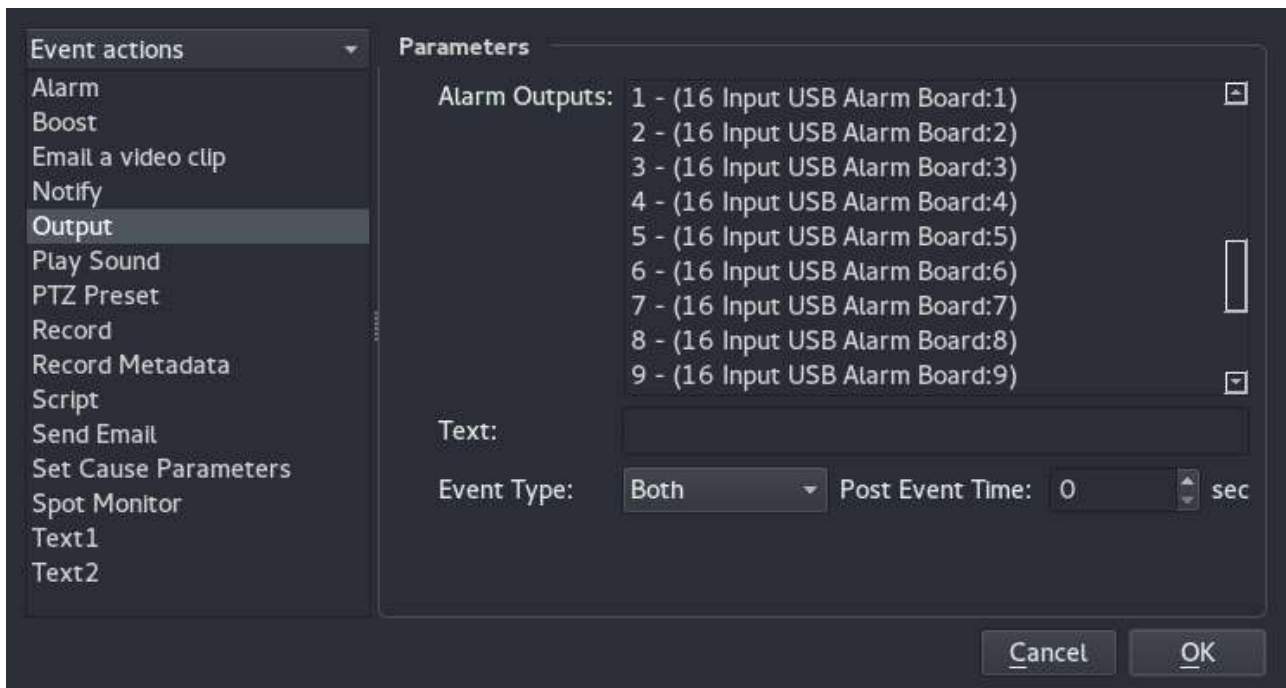 Event actions
Alarm
Boost
Email a video clip
Notify
Output
Play Sound
PTZ Preset
Record
Record Metadata
Script
Send Email
Set Cause Parameters
Spot Monitor
Text1
Text2
Parameters
Alarm Outputs:
1 - (16 Input USB Alarm Board:1)
2 - (16 Input USB Alarm Board:2)
3 - (16 Input USB Alarm Board:3)
4 - (16 Input USB Alarm Board:4)
5 - (16 Input USB Alarm Board:5)
6 - (16 Input USB Alarm Board:6)
7 - (16 Input USB Alarm Board:7)
8 - (16 Input USB Alarm Board:8)
9 - (16 Input USB Alarm Board:9)
Text:
Event Type: Both Post Event Time: 0 sec
Cancel OK